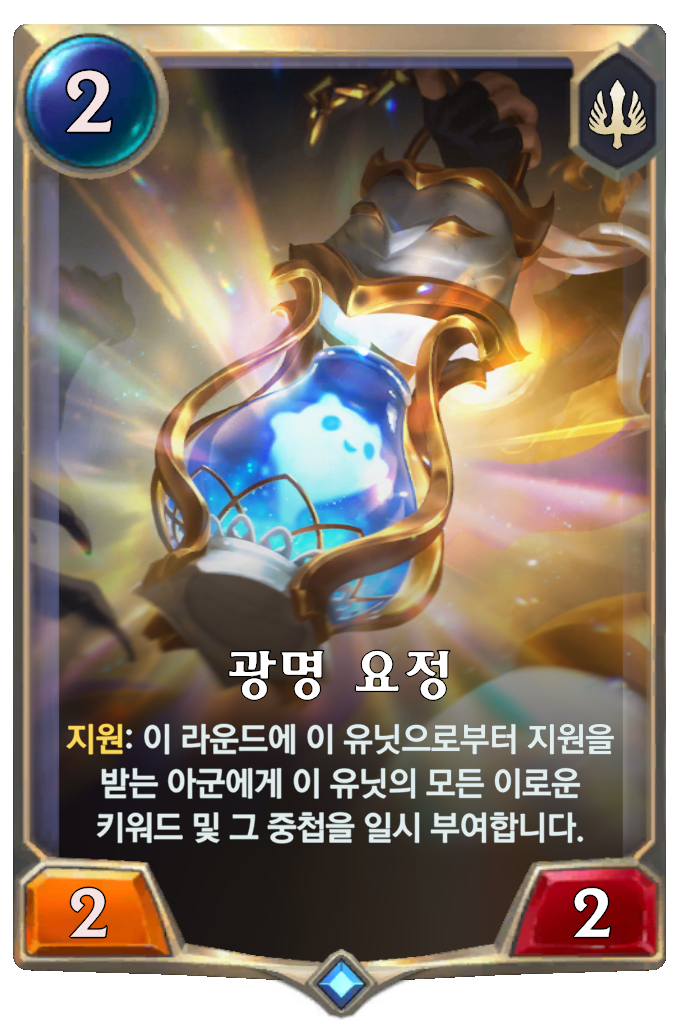 2
광명 요정
지원: 이 라운드에 이 유닛으로부터 지원을
받는 아군에게 이 유닛의 모든 이로운
키워드 및 그 중첩을 일시 부여합니다.
2
2